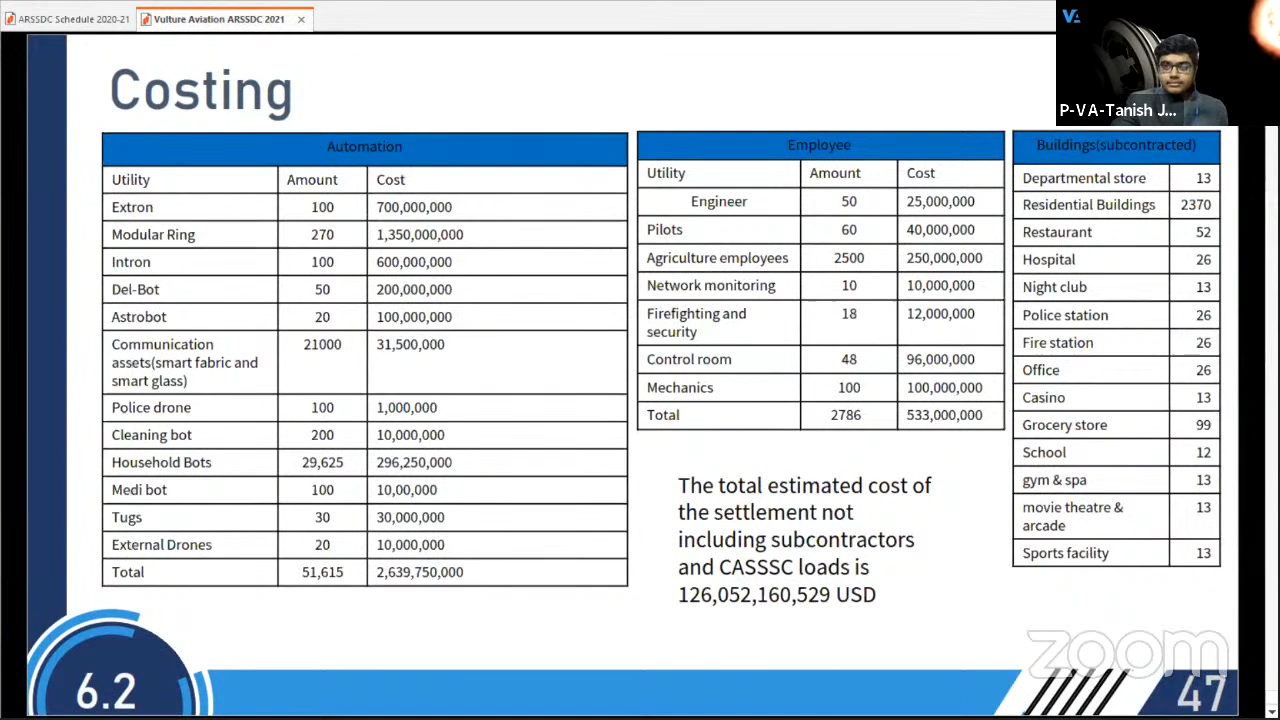 ARSSDC Schedule 2020-21
Vulture Aviation ARSSDC 2021
VA
P-V A-Tanish J...
Costing
Automation
Utility Amount Cost
Extron 100 700,000,000
Modular Ring 270 1,350,000,000
Intron 100 600,000,000
Del-Bot 50 200,000,000
Astrobot 20 100,000,000
Communication 21000 31,500,000
assets(smart fabric and
smart glass)
Police drone 100 1,000,000
Cleaning bot 200 10,000,000
Household Bots 29,625 296,250,000
Medi bot 100 10,00,000
Tugs 30 30,000,000
External Drones 20 10,000,000
Total 51,615 2,639,750,000
Employee
Utility Amount Cost
Engineer 50 25,000,000
Pilots 60 40,000,000
Agriculture employees 2500 250,000,000
Network monitoring 10 10,000,000
Firefighting and 18 12,000,000
security
Control room 48 96,000,000
Mechanics 100 100,000,000
Total 2786 533,000,000
Buildings(subcontracted)
Departmental store 13
Residential Buildings 2370
Restaurant 52
Hospital 26
Night club 13
Police station 26
Fire station 26
Office 26
Casino 13
Grocery store 99
School 12
gym & spa 13
movie theatre & 13
arcade
Sports facility 13
The total estimated cost of
the settlement not
including subcontractors
and CASSSC loads is
126,052,160,529 USD
zoom
6.2
47